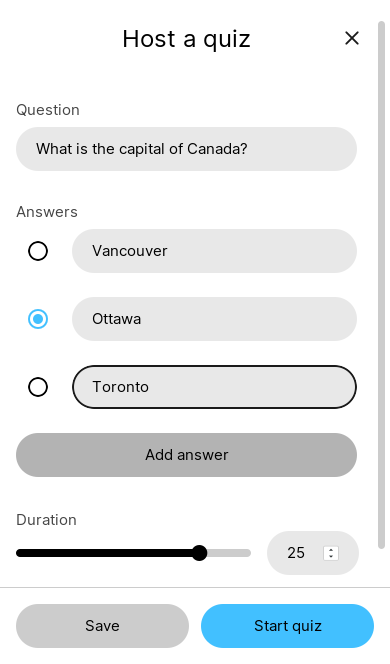 Host a quiz
Question
What is the capital of Canada?
Answers
Vancouver
Ottawa
Toronto
Add answer
Duration
25
Save
Start quiz